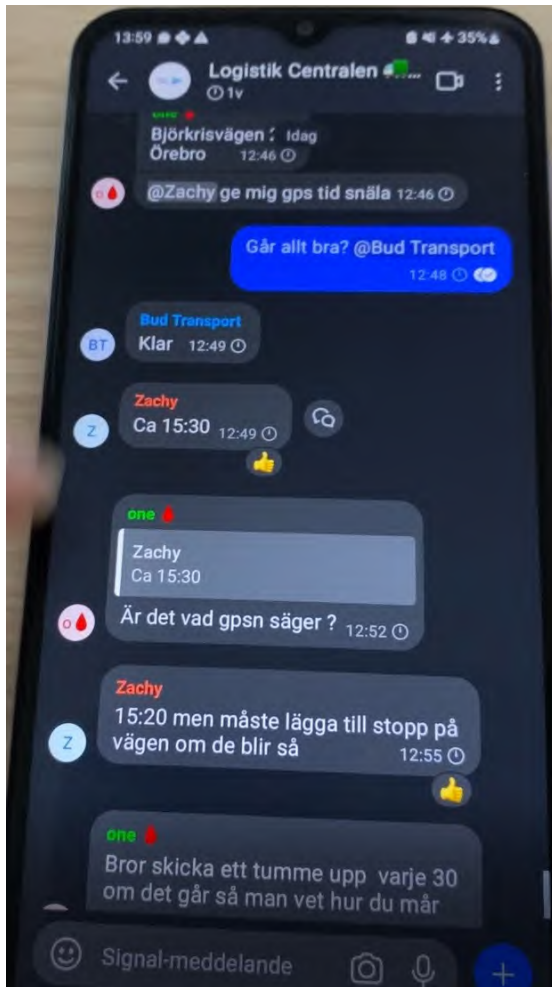 13:59
35%
Logistik Centralen
1v
one
Björkrisvägen : Idag
Örebro 12:46
@Zachy ge mig gps tid snäla 12:46
Går allt bra? @Bud Transport
12:48
Bud Transport
BT
Klar 12:49
Zachy
Z
Ca 15:30 12:49
one
Zachy
Ca 15:30
o
Är det vad gpsn säger ? 12:52
Zachy
15:20 men måste lägga till stopp på
Z
vägen om de blir så 12:55
one
Bror skicka ett tumme upp varje 30
om det går så man vet hur du mår
Signal-meddelande